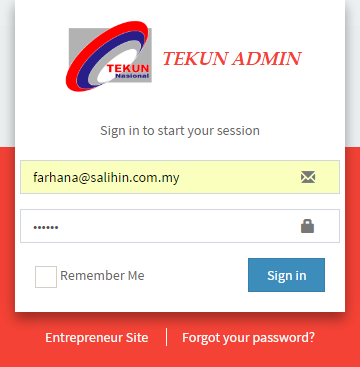 TEKUN
Nasional
TEKUN ADMIN
Sign in to start your session
farhana@salihin.com.my
••••••
Remember Me
Sign in
Entrepreneur Site
Forgot your password?